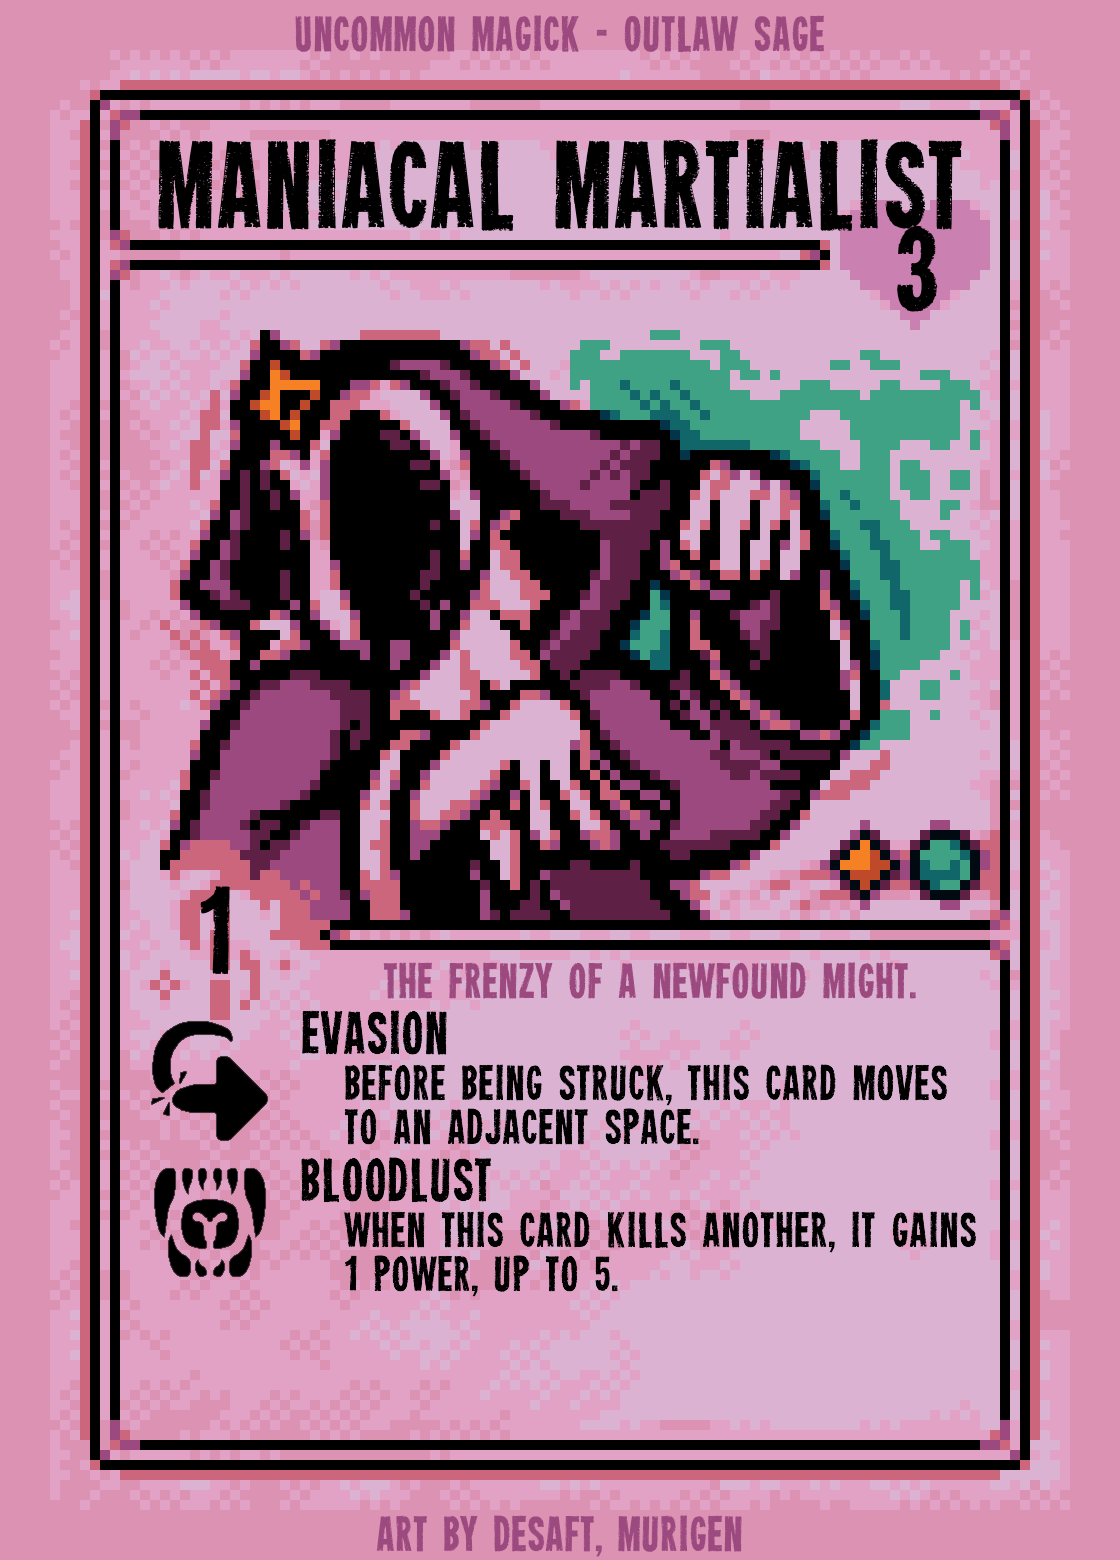 UNCOMMON MAGICK - OUTLAW SAGE
MANIACAL MARTIALIST
3
1
THE FRENZY OF A NEWFOUND MIGHT.
EVASION
BEFORE BEING STRUCK, THIS CARD MOVES
TO AN ADJACENT SPACE.
BLOODLUST
WHEN THIS CARD KILLS ANOTHER, IT GAINS
1 POWER, UP TO 5.
ART BY DESAFT, MURIGEN